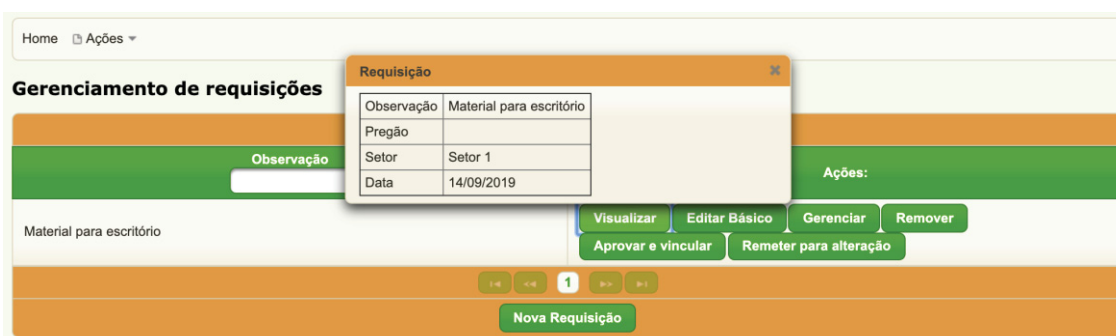 Home Ações
Requisição
Gerenciamento de requisições
Observação Material para escritório
Pregão
Setor Setor 1
Data 14/09/2019
Observação
Ações:
Material para escritório
Visualizar Editar Básico Gerenciar Remover
Aprovar e vincular Remeter para alteração
1
Nova Requisição